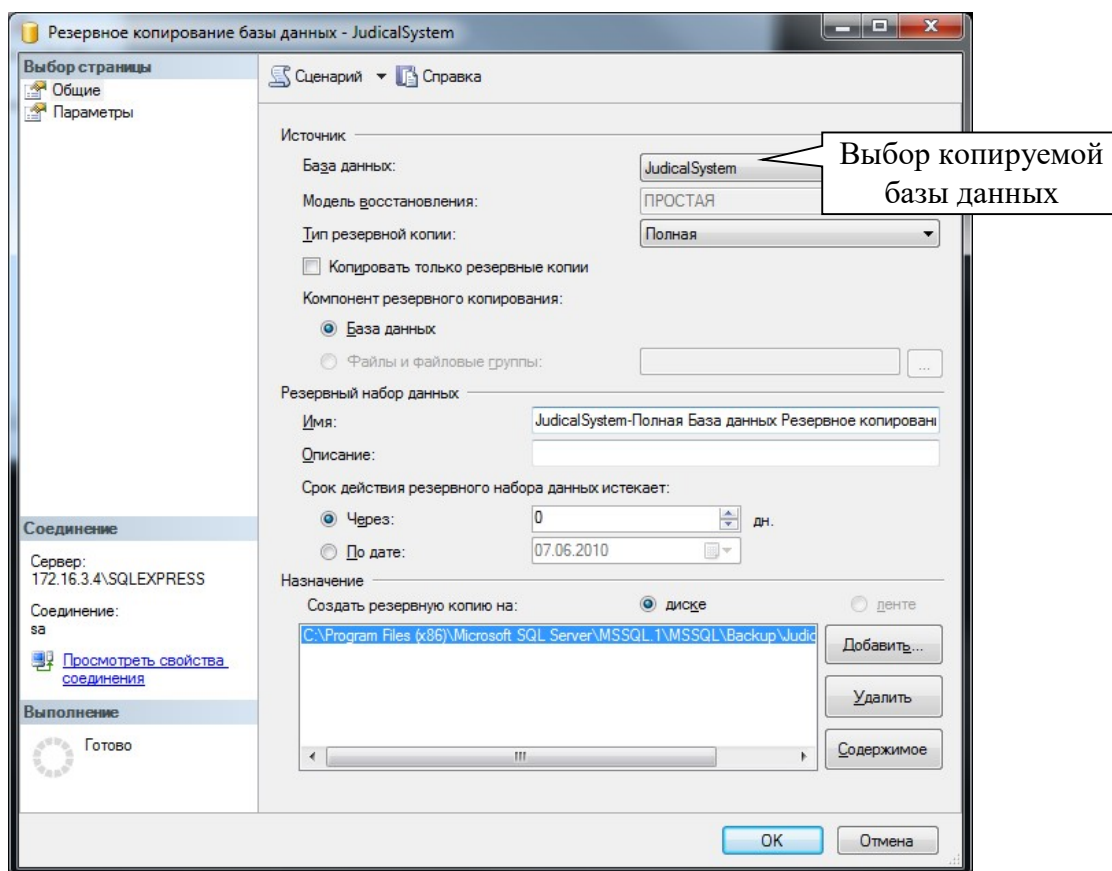 Резервное копирование базы данных - JudicalSystem
Выбор страницы
Общие
Параметры
Сценарий
Справка
Источник
База данных:
JudicalSystem
Выбор копируемой
базы данных
Модель восстановления:
ПРОСТАЯ
Тип резервной копии:
Полная
Копировать только резервные копии
Компонент резервного копирования:
База данных
Файлы и файловые группы:
...
Резервный набор данных
Имя:
JudicalSystem-Полная База данных Резервное копировани
Описание:
Срок действия резервного набора данных истекает:
Через:
0
дн.
По дате:
07.06.2010
Назначение
Создать резервную копию на:
диске
ленте
C:\Program Files (x86)\Microsoft SQL Server\MSSQL.1\MSSQL\Backup\Judic
Добавить...
Удалить
Содержимое
Соединение
Сервер:
172.16.3.4\SQLEXPRESS
Соединение:
sa
Просмотреть свойства
соединения
Выполнение
Готово
OK
Отмена